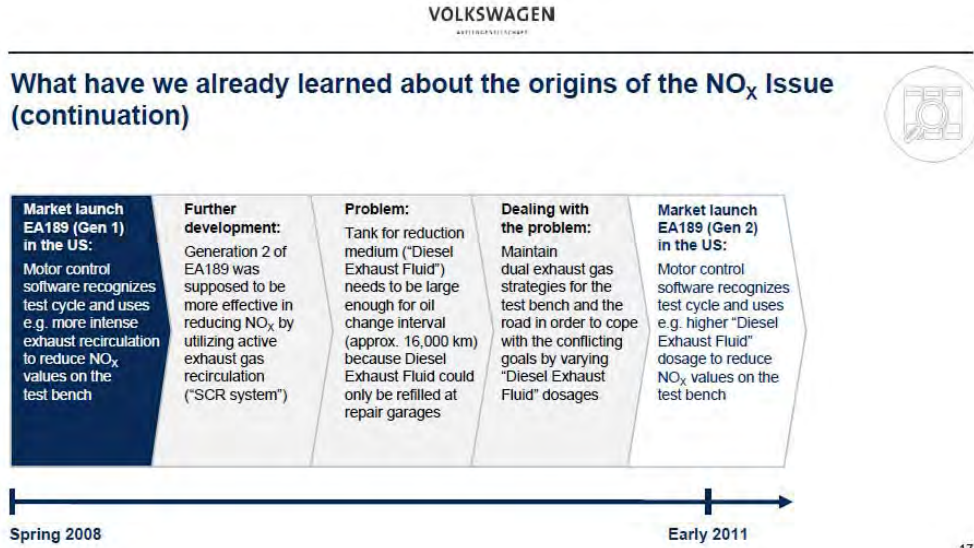 VOLKSWAGEN
AKTIENGESELLSCHAFT
What have we already learned about the origins of the NOX Issue
(continuation)
Market launch
EA189 (Gen 1)
in the US:
Motor control
software recognizes
test cycle and uses
e.g. more intense
exhaust recirculation
to reduce NOX
values on the
test bench
Further
development:
Generation 2 of
EA189 was
supposed to be
more effective in
reducing NOX by
utilizing active
exhaust gas
recirculation
(“SCR system”)
Problem:
Tank for reduction
medium (“Diesel
Exhaust Fluid”)
needs to be large
enough for oil
change interval
(approx. 16,000 km)
because Diesel
Exhaust Fluid could
only be refilled at
repair garages
Dealing with
the problem:
Maintain
dual exhaust gas
strategies for the
test bench and the
road in order to cope
with the conflicting
goals by varying
“Diesel Exhaust
Fluid” dosages
Market launch
EA189 (Gen 2)
in the US:
Motor control
software recognizes
test cycle and uses
e.g. higher “Diesel
Exhaust Fluid”
dosage to reduce
NOX values on the
test bench
Spring 2008
Early 2011